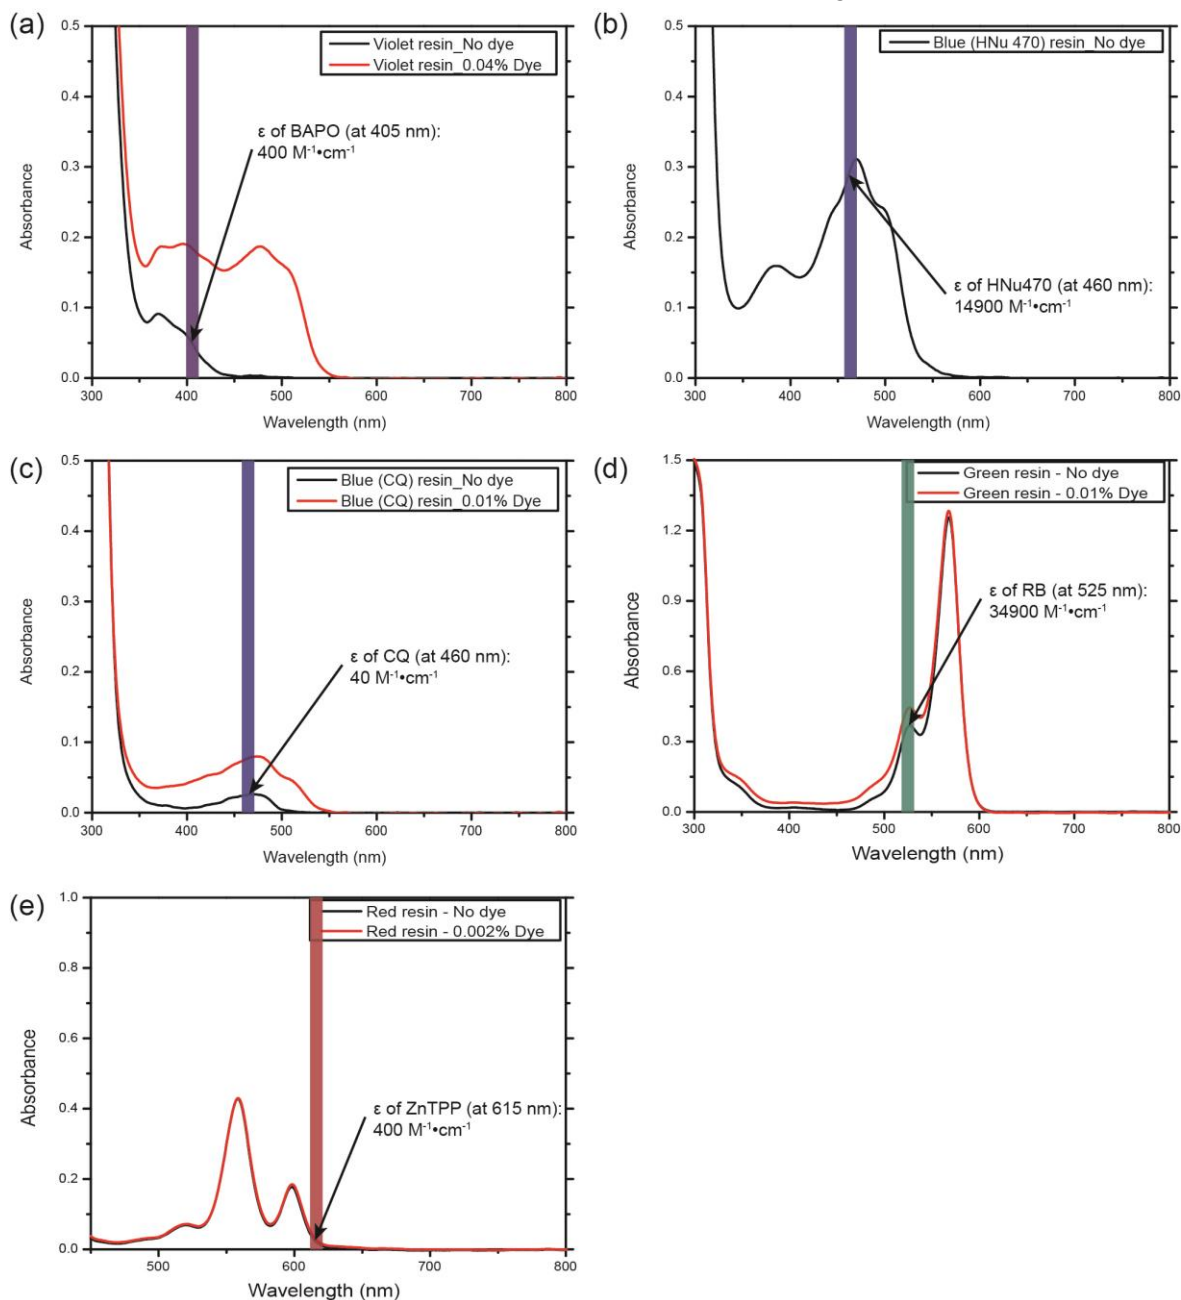 (a)
Violet resin_No dye
Violet resin_0.04% Dye
ε of BAPO (at 405 nm):
400 M⁻¹•cm⁻¹
Absorbance
0.5
0.4
0.3
0.2
0.1
0.0
300 400 500 600 700 800
Wavelength (nm)
(b)
Blue (HNu 470) resin_No dye
ε of HNu470 (at 460 nm):
14900 M⁻¹•cm⁻¹
Absorbance
0.5
0.4
0.3
0.2
0.1
0.0
300 400 500 600 700 800
Wavelength (nm)
(c)
Blue (CQ) resin_No dye
Blue (CQ) resin_0.01% Dye
ε of CQ (at 460 nm):
40 M⁻¹•cm⁻¹
Absorbance
0.5
0.4
0.3
0.2
0.1
0.0
300 400 500 600 700 800
Wavelength (nm)
(d)
Green resin - No dye
Green resin - 0.01% Dye
ε of RB (at 525 nm):
34900 M⁻¹•cm⁻¹
Absorbance
1.5
1.2
0.9
0.6
0.3
0.0
300 400 500 600 700 800
Wavelength (nm)
(e)
Red resin - No dye
Red resin - 0.002% Dye
ε of ZnTPP (at 615 nm):
400 M⁻¹•cm⁻¹
Absorbance
1.0
0.8
0.6
0.4
0.2
0.0
500 600 700 800
Wavelength (nm)